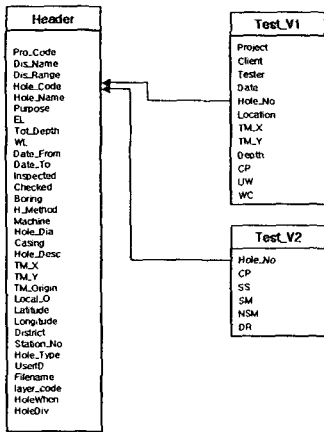 Header
Pro_Code
Dis_Name
Dis_Range
Hole_Code
Hole_Name
Purpose
EL
Tot_Depth
WL
Date_From
Date_To
Inspected
Checked
Boring
H_Method
Machine
Hole_Dia
Casing
Hole_Desc
TM_X
TM_Y
TM_Origin
Local_O
Latitude
Longitude
District
Station_No
Hole_Type
UserID
Filename
layer_code
HoleWhen
HoleDiv
Test_V1
Project
Client
Tester
Date
Hole_No
Location
TM_X
TM_Y
Depth
CP
UW
WC
Test_V2
Hole_No
CP
SS
SM
NSM
DR